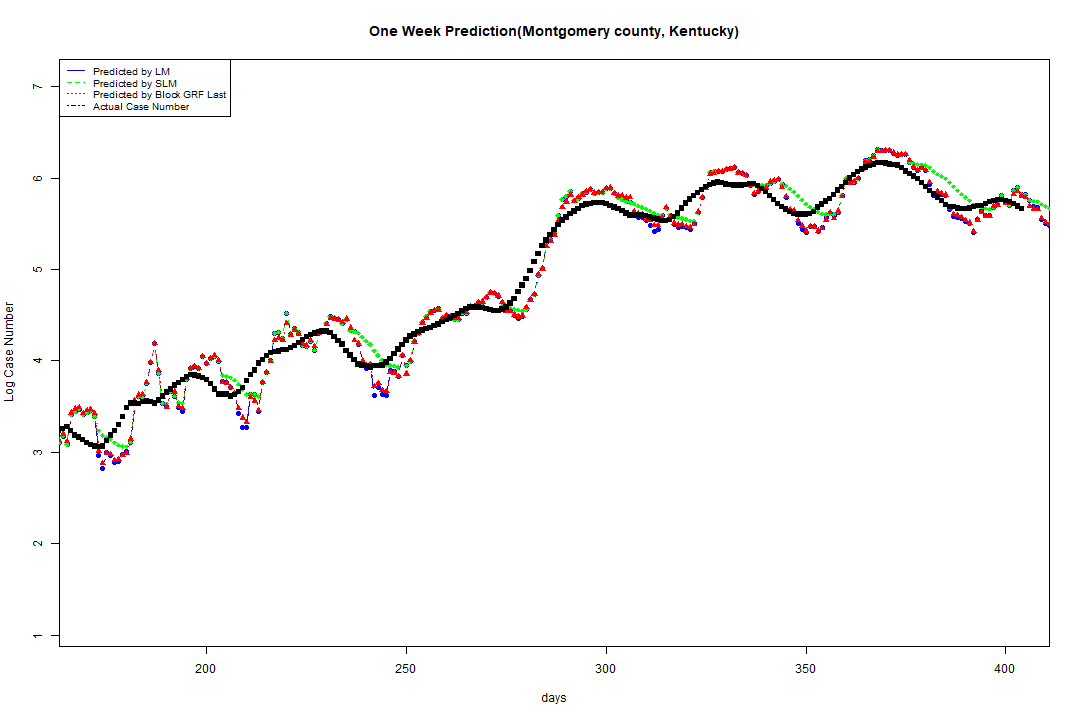 One Week Prediction(Montgomery county, Kentucky)
Predicted by LM
Predicted by SLM
Predicted by Block GRF Last
Actual Case Number
7
6
5
4
3
2
1
Log Case Number
200
250
300
350
400
days